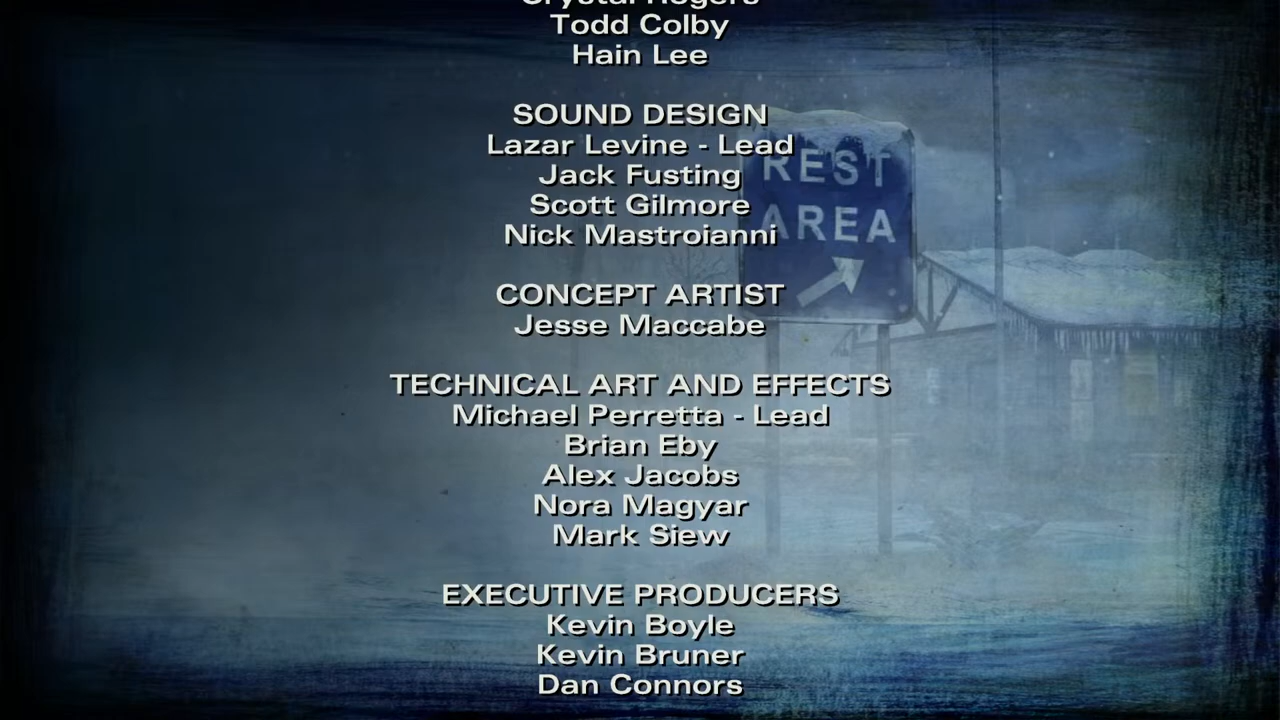 Crystal Rogers
Todd Colby
Hain Lee
SOUND DESIGN
Lazar Levine - Lead
Jack Fusting
Scott Gilmore
Nick Mastroianni
CONCEPT ARTIST
Jesse Maccabe
TECHNICAL ART AND EFFECTS
Michael Perretta - Lead
Brian Eby
Alex Jacobs
Nora Magyar
Mark Siew
EXECUTIVE PRODUCERS
Kevin Boyle
Kevin Bruner
Dan Connors
REST
AREA